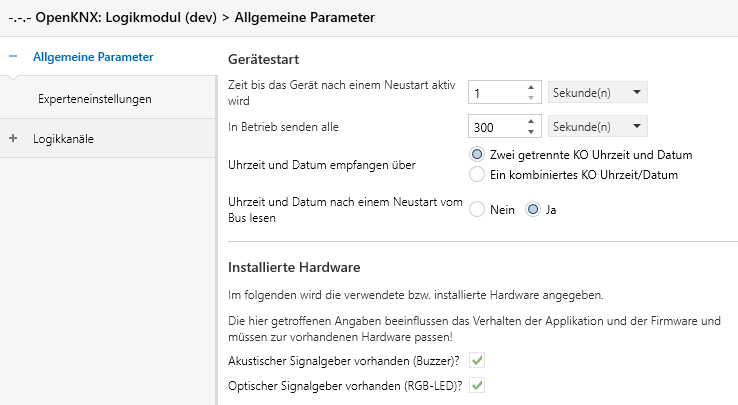 -.-.- OpenKNX: Logikmodul (dev) > Allgemeine Parameter
Allgemeine Parameter
Experteneinstellungen
Logikkanäle
Gerätestart
Zeit bis das Gerät nach einem Neustart aktiv
wird
1
Sekunde(n)
In Betrieb senden alle
300
Sekunde(n)
Uhrzeit und Datum empfangen über
Zwei getrennte KO Uhrzeit und Datum
Ein kombiniertes KO Uhrzeit/Datum
Uhrzeit und Datum nach einem Neustart vom
Bus lesen
Nein
Ja
Installierte Hardware
Im folgenden wird die verwendete bzw. installierte Hardware angegeben.
Die hier getroffenen Angaben beeinflussen das Verhalten der Applikation und der Firmware und
müssen zur vorhandenen Hardware passen!
Akustischer Signalgeber vorhanden (Buzzer)?
Optischer Signalgeber vorhanden (RGB-LED)?